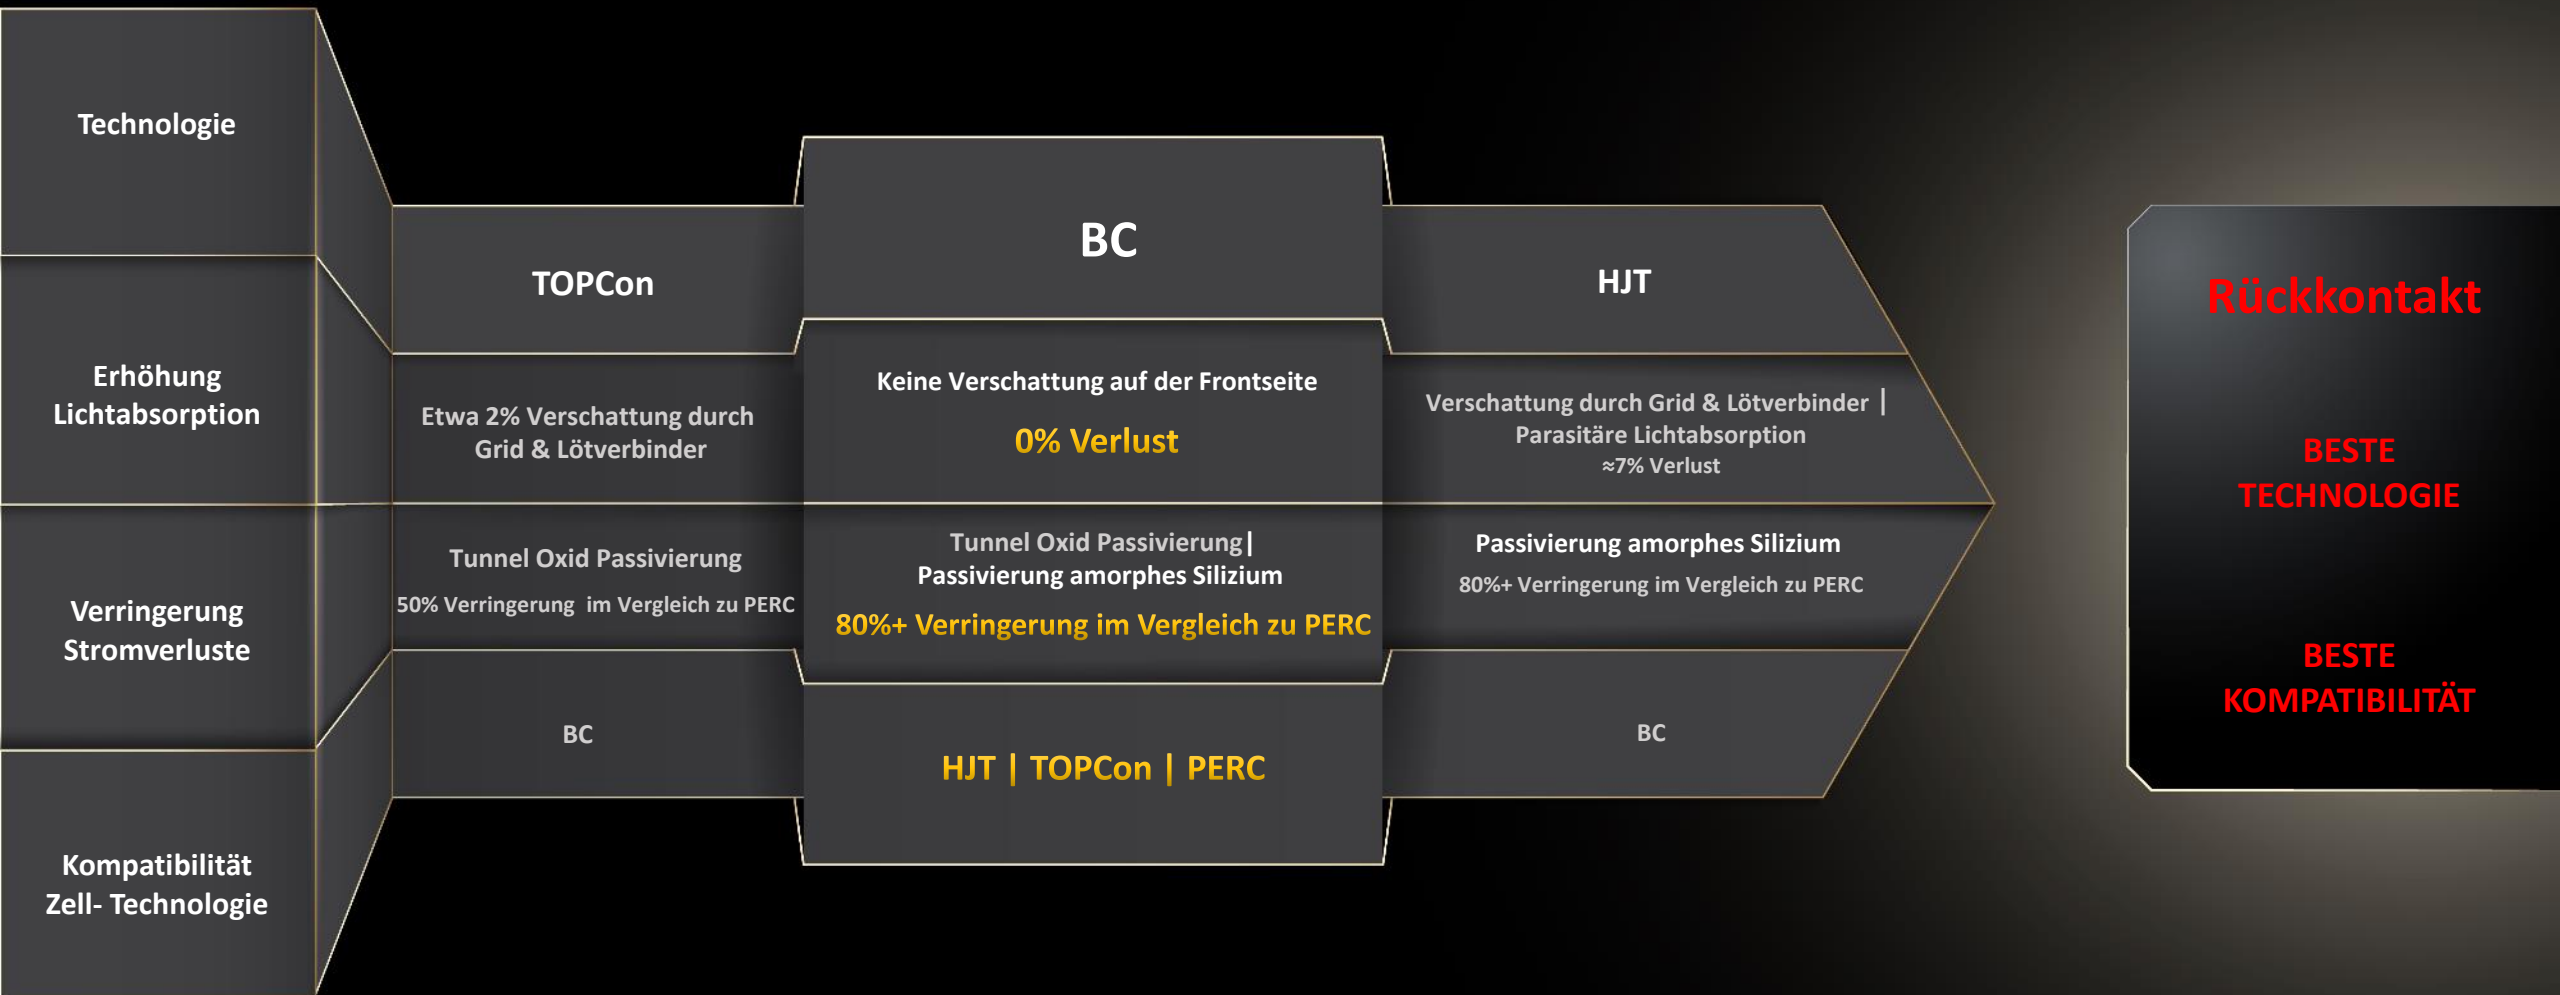 Technologie
TOPCon
BC
HJT
Erhöhung
Lichtabsorption
Etwa 2% Verschattung durch
Grid & Lötverbinder
Keine Verschattung auf der Frontseite
0% Verlust
Verschattung durch Grid & Lötverbinder |
Parasitäre Lichtabsorption
≈7% Verlust
Verringerung
Stromverluste
Tunnel Oxid Passivierung
50% Verringerung  im Vergleich zu PERC
Tunnel Oxid Passivierung|
Passivierung amorphes Silizium
80%+ Verringerung im Vergleich zu PERC
Passivierung amorphes Silizium
80%+ Verringerung im Vergleich zu PERC
Kompatibilität
Zell- Technologie
BC
HJT | TOPCon | PERC
BC
Rückkontakt
BESTE
TECHNOLOGIE
BESTE
KOMPATIBILITÄT